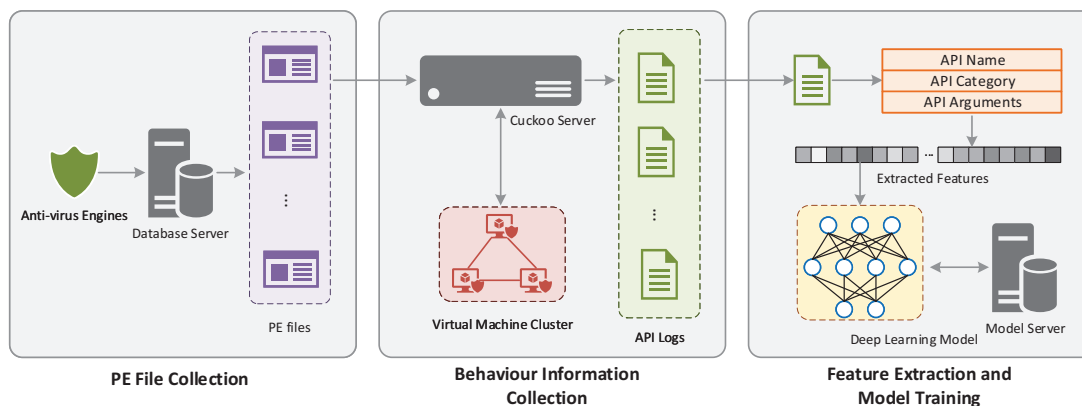 Anti-virus Engines
Database Server
PE files
PE File Collection
Cuckoo Server
Virtual Machine Cluster
API Logs
Behaviour Information
Collection
API Name
API Category
API Arguments
Extracted Features
Deep Learning Model
Model Server
Feature Extraction and
Model Training